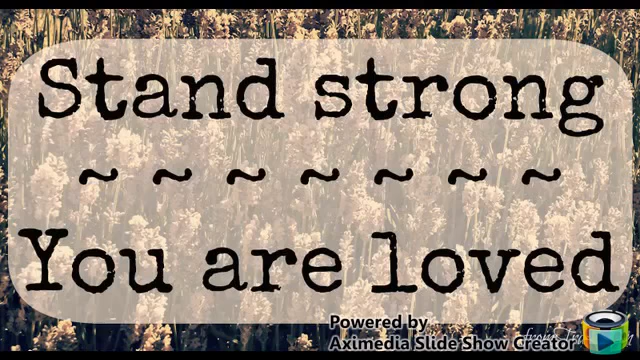 Stand strong
~ ~ ~ ~ ~ ~ ~
You are loved
Powered by
Aximedia Slide Show Creator